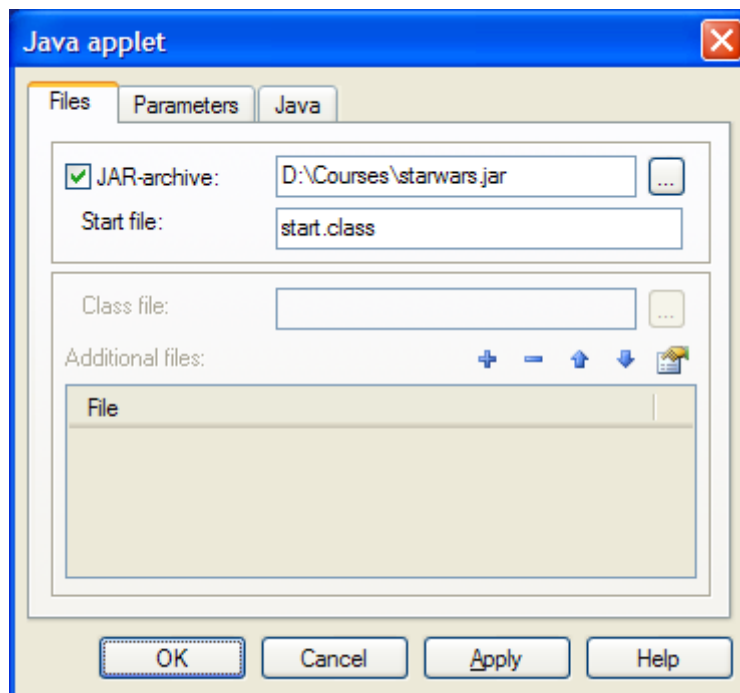 Java applet
Files Parameters Java
JAR-archive: D:\Courses\starwars.jar ...
Start file: start.class
Class file: ...
Additional files:
File
OK Cancel Apply Help